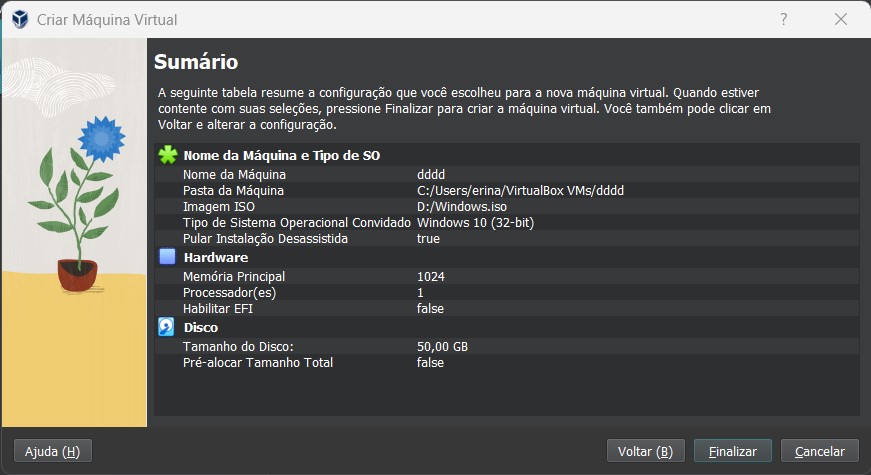 Criar Máquina Virtual
?
Sumário
A seguinte tabela resume a configuração que você escolheu para a nova máquina virtual. Quando estiver
contente com suas seleções, pressione Finalizar para criar a máquina virtual. Você também pode clicar em
Voltar e alterar a configuração.
Nome da Máquina e Tipo de SO
Nome da Máquina dddd
Pasta da Máquina C:/Users/erina/VirtualBox VMs/dddd
Imagem ISO D:/Windows.iso
Tipo de Sistema Operacional Convidado Windows 10 (32-bit)
Pular Instalação Desassistida true
Hardware
Memória Principal 1024
Processador(es) 1
Habilitar EFI false
Disco
Tamanho do Disco: 50,00 GB
Pré-alocar Tamanho Total false
Ajuda (H) Voltar (B) Finalizar Cancelar